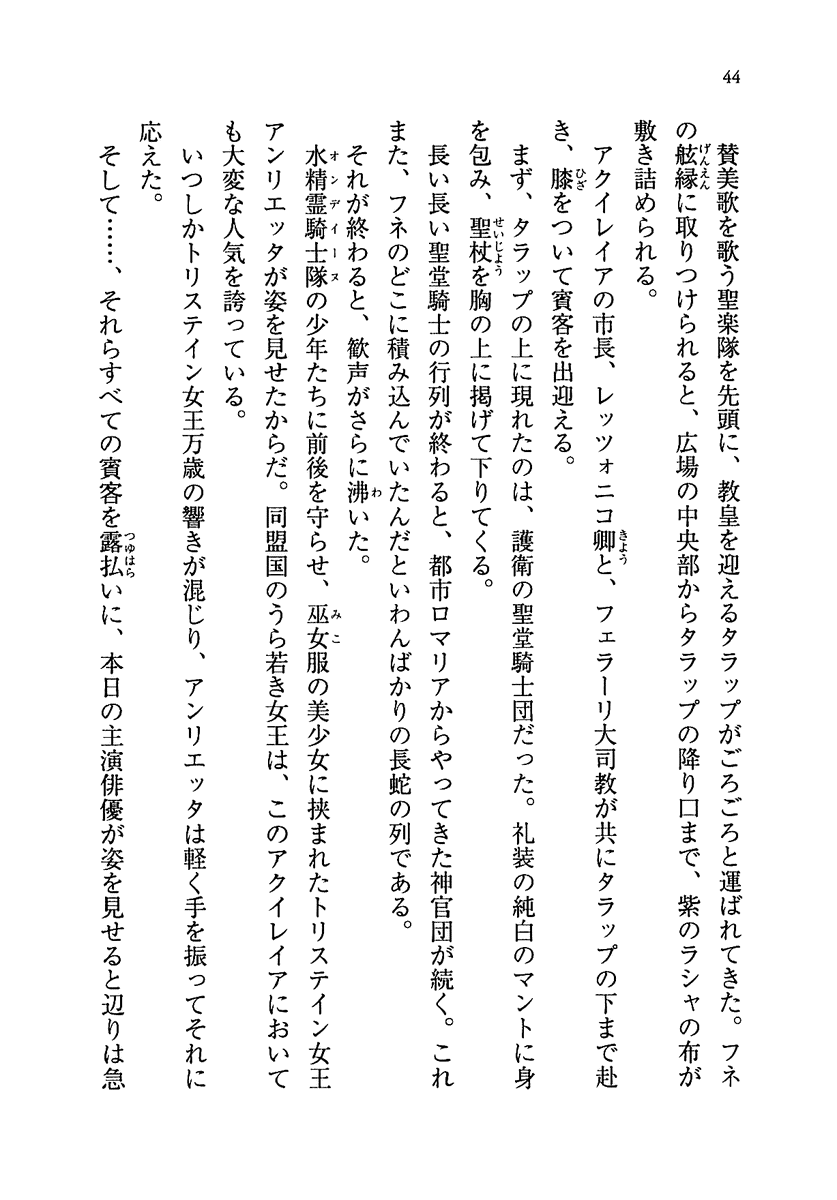 44
賛美歌を歌う聖楽隊を先頭に、教皇を迎えるタラップがごろごろと運ばれてきた。フネ
の舷縁に取りつけられると、広場の中央部からタラップの降り口まで、紫のラシャの布が
敷き詰められる。
アクイレイアの市長、レッツォニコ卿と、フェラーリ大司教が共にタラップの下まで赴
き、膝をついて賓客を出迎える。
まず、タラップの上に現れたのは、護衛の聖堂騎士団だった。礼装の純白のマントに身
を包み、聖杖を胸の上に掲げて下りてくる。
長い長い聖堂騎士の行列が終わると、都市ロマリアからやってきた神官団が続く。これ
また、フネのどこに積み込んでいたんだといわんばかりの長蛇の列である。
それが終わると、歓声がさらに沸いた。
水精霊騎士隊の少年たちに前後を守らせ、巫女服の美少女に挟まれたトリステイン女王
アンリエッタが姿を見せたからだ。同盟国のうら若き女王は、このアクイレイアにおいて
も大変な人気を誇っている。
いつしかトリステイン女王万歳の響きが混じり、アンリエッタは軽く手を振ってそれに
応えた。
そして……、それらすべての賓客を露払いに、本日の主演俳優が姿を見せると辺りは急